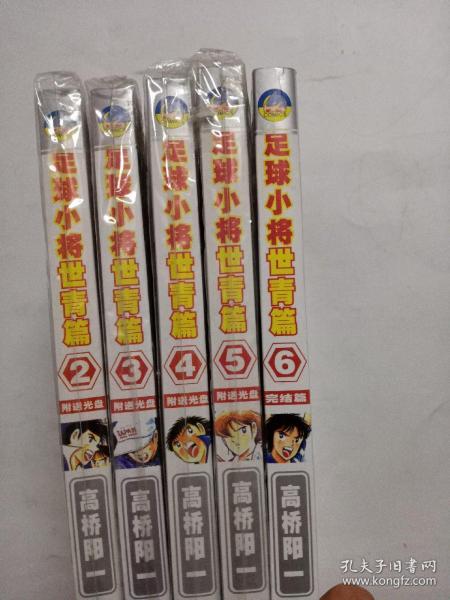 足球小将世青篇
2
附送光盘
高桥阳一
足球小将世青篇
3
附送光盘
高桥阳一
足球小将世青篇
4
附送光盘
高桥阳一
足球小将世青篇
5
附送光盘
高桥阳一
足球小将世青篇
6
完结篇
高桥阳一
孔夫子旧书网
www.kongfz.com